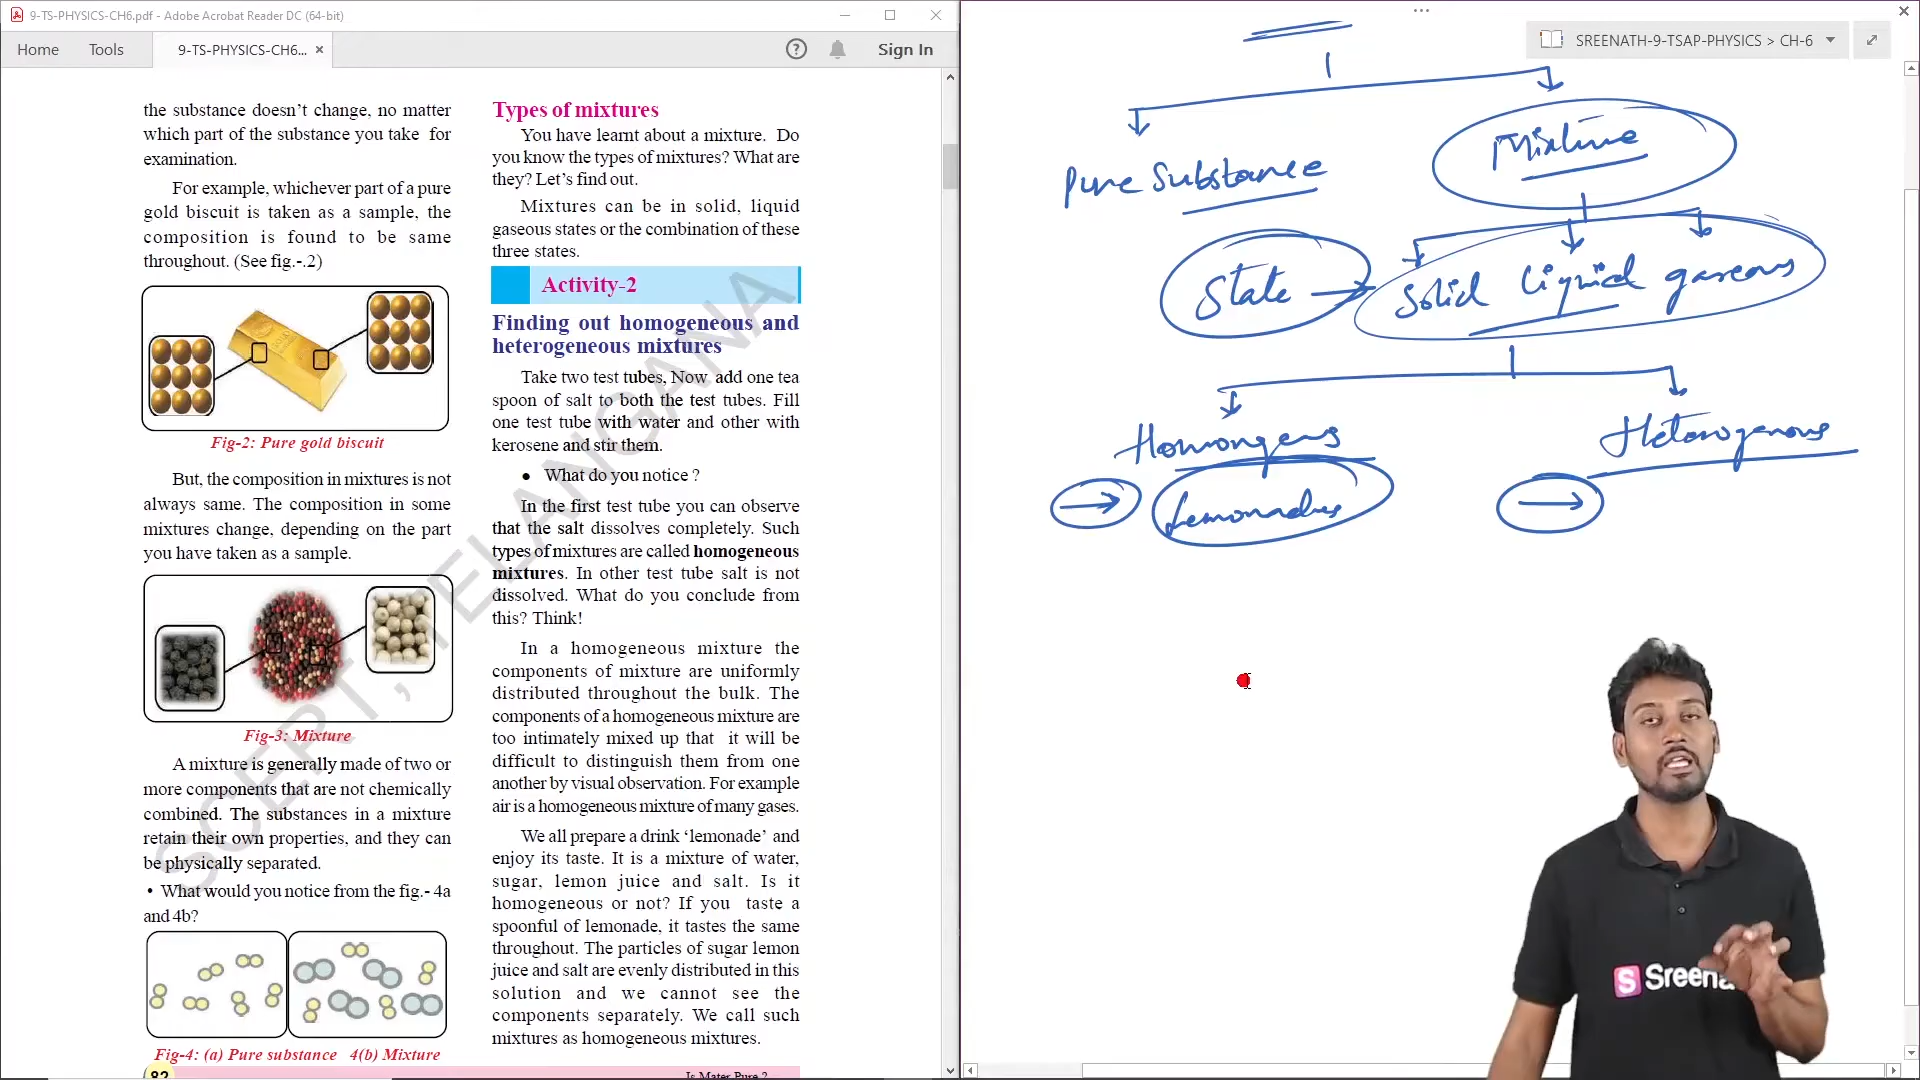 9-TS-PHYSICS-CH6.pdf - Adobe Acrobat Reader DC (64-bit)
Home Tools 9-TS-PHYSICS-CH6... × ? Sign In
the substance doesn't change, no matter
which part of the substance you take for
examination.
For example, whichever part of a pure
gold biscuit is taken as a sample, the
composition is found to be same
throughout. (See fig.-.2)
Fig-2: Pure gold biscuit
But, the composition in mixtures is not
always same. The composition in some
mixtures change, depending on the part
you have taken as a sample.
Fig-3: Mixture
A mixture is generally made of two or
more components that are not chemically
combined. The substances in a mixture
retain their own properties, and they can
be physically separated.
• What would you notice from the fig.- 4a
and 4b?
Fig-4: (a) Pure substance 4(b) Mixture
82
Types of mixtures
You have learnt about a mixture. Do
you know the types of mixtures? What are
they? Let's find out.
Mixtures can be in solid, liquid
gaseous states or the combination of these
three states.
Activity-2
Finding out homogeneous and
heterogeneous mixtures
Take two test tubes, Now add one tea
spoon of salt to both the test tubes. Fill
one test tube with water and other with
kerosene and stir them.
• What do you notice ?
In the first test tube you can observe
that the salt dissolves completely. Such
types of mixtures are called homogeneous
mixtures. In other test tube salt is not
dissolved. What do you conclude from
this? Think!
In a homogeneous mixture the
components of mixture are uniformly
distributed throughout the bulk. The
components of a homogeneous mixture are
too intimately mixed up that it will be
difficult to distinguish them from one
another by visual observation. For example
air is a homogeneous mixture of many gases.
We all prepare a drink ‘lemonade’ and
enjoy its taste. It is a mixture of water,
sugar, lemon juice and salt. Is it
homogeneous or not? If you taste a
spoonful of lemonade, it tastes the same
throughout. The particles of sugar lemon
juice and salt are evenly distributed in this
solution and we cannot see the
components separately. We call such
mixtures as homogeneous mixtures.
Is Mater Pure ?
SCERT, TELANGANA
SREENATH-9-TSAP-PHYSICS > CH-6
Pure Substance
Mixture
State → Solid Liquid gaseous
Homongens
Heterogenous
→ Lemonades
→
S Sreena